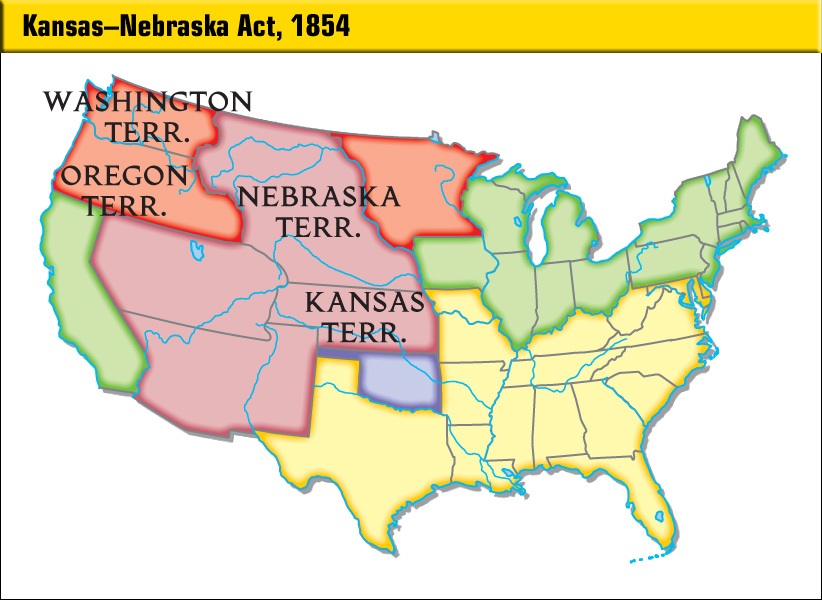 Kansas–Nebraska Act, 1854
WASHINGTON
TERR.
OREGON
TERR.
NEBRASKA
TERR.
KANSAS
TERR.